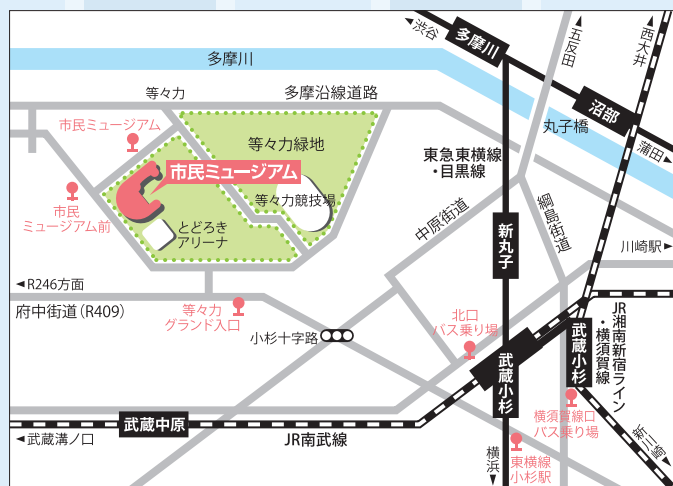 渋谷
多摩川
五反田
西大井
多摩川
等々力
多摩沿線道路
沼部
市民ミュージアム
等々力緑地
丸子橋
蒲田
東急東横線
・目黒線
市民ミュージアム
市民
ミュージアム前
等々力競技場
中原街道
綱島街道
とどろき
アリーナ
新丸子
川崎駅
R246方面
府中街道(R409)
等々力
グランド入口
北口
バス乗り場
小杉十字路
JR湘南新宿ライン
・横須賀線
武蔵小杉
武蔵小杉
横須賀線口
バス乗り場
武蔵中原
武蔵溝ノ口
JR南武線
横浜
東横線
小杉駅
新川崎